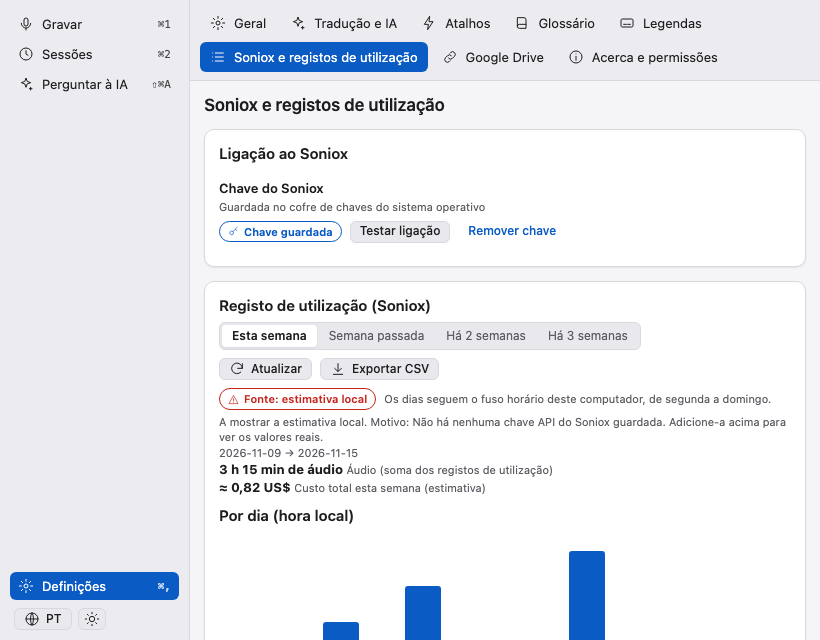 Gravar ⌘1
Sessões ⌘2
Perguntar à IA ⇧⌘A
Geral
Tradução e IA
Atalhos
Glossário
Legendas
Soniox e registos de utilização
Google Drive
Acerca e permissões
Soniox e registos de utilização
Ligação ao Soniox
Chave do Soniox
Guardada no cofre de chaves do sistema operativo
Chave guardada
Testar ligação
Remover chave
Registo de utilização (Soniox)
Esta semana
Semana passada
Há 2 semanas
Há 3 semanas
Atualizar
Exportar CSV
Fonte: estimativa local
Os dias seguem o fuso horário deste computador, de segunda a domingo.
A mostrar a estimativa local. Motivo: Não há nenhuma chave API do Soniox guardada. Adicione-a acima para
ver os valores reais.
2026-11-09 → 2026-11-15
3 h 15 min de áudio Áudio (soma dos registos de utilização)
≈ 0,82 US$ Custo total esta semana (estimativa)
Por dia (hora local)
Definições ⌘,
PT